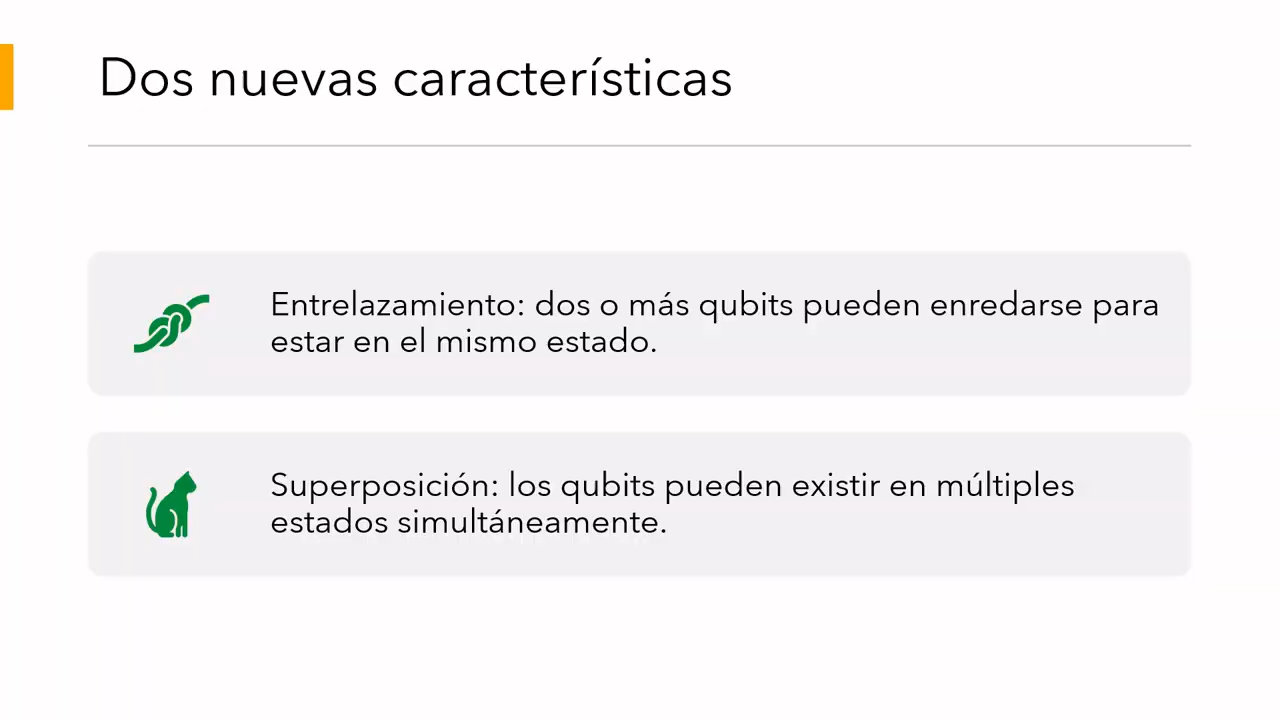 Dos nuevas características
Entrelazamiento: dos o más qubits pueden enredarse para
estar en el mismo estado.
Superposición: los qubits pueden existir en múltiples
estados simultáneamente.